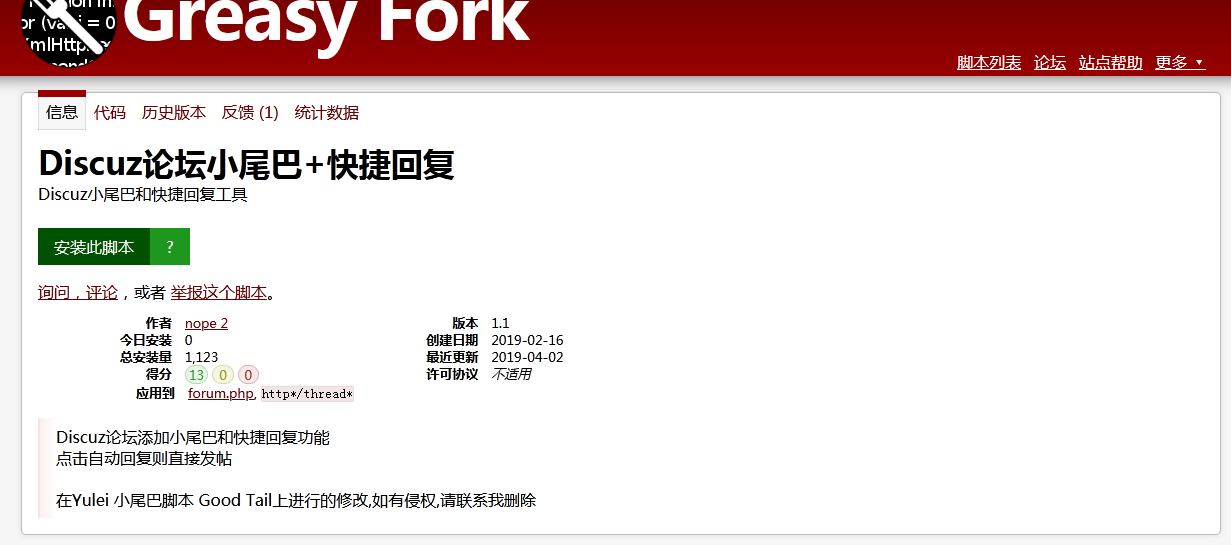 Greasy Fork
or (var i = 0
XmlHttp
脚本列表 论坛 站点帮助 更多 ▼
信息 代码 历史版本 反馈 (1) 统计数据
Discuz论坛小尾巴+快捷回复
Discuz小尾巴和快捷回复工具
安装此脚本 ?
询问，评论，或者 举报这个脚本。
作者 nope 2 版本 1.1
今日安装 0 创建日期 2019-02-16
总安装量 1,123 最近更新 2019-04-02
得分 13 0 0 许可协议 不适用
应用到 forum.php, http*/thread*
Discuz论坛添加小尾巴和快捷回复功能
点击自动回复则直接发帖
在Yulei 小尾巴脚本 Good Tail上进行的修改,如有侵权,请联系我删除